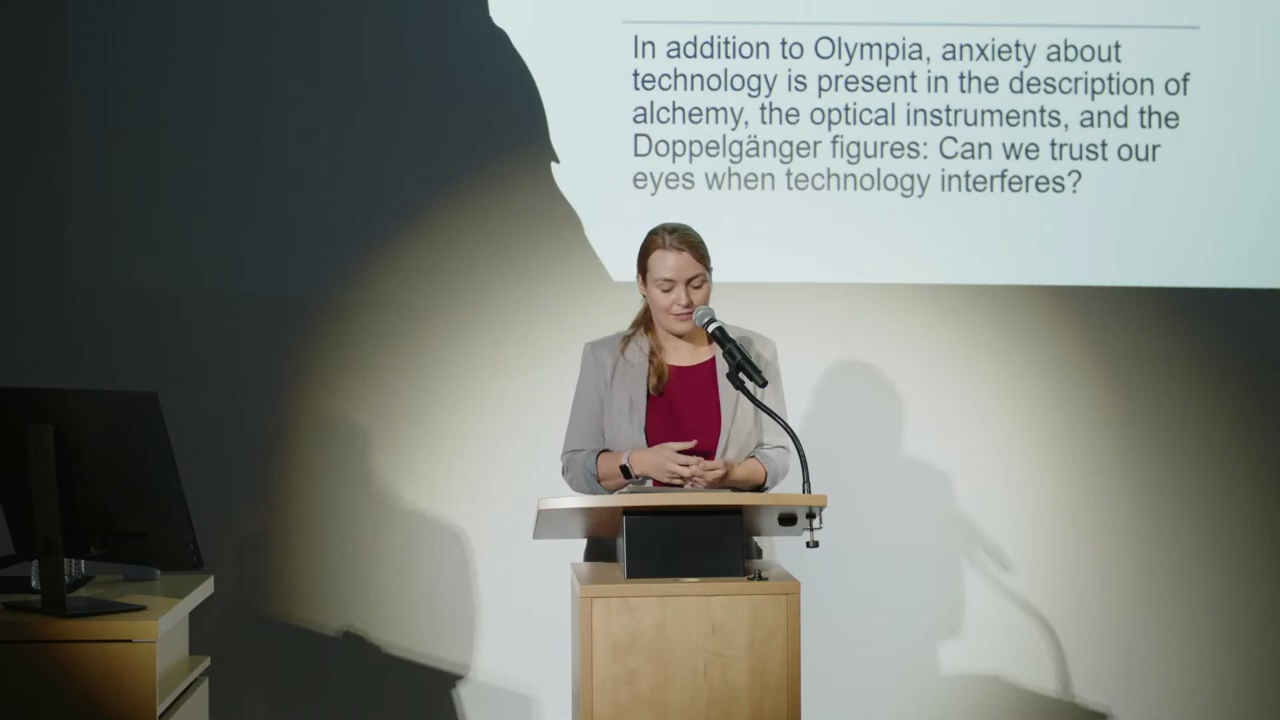 In addition to Olympia, anxiety about
technology is present in the description of
alchemy, the optical instruments, and the
Doppelgänger figures: Can we trust our
eyes when technology interferes?